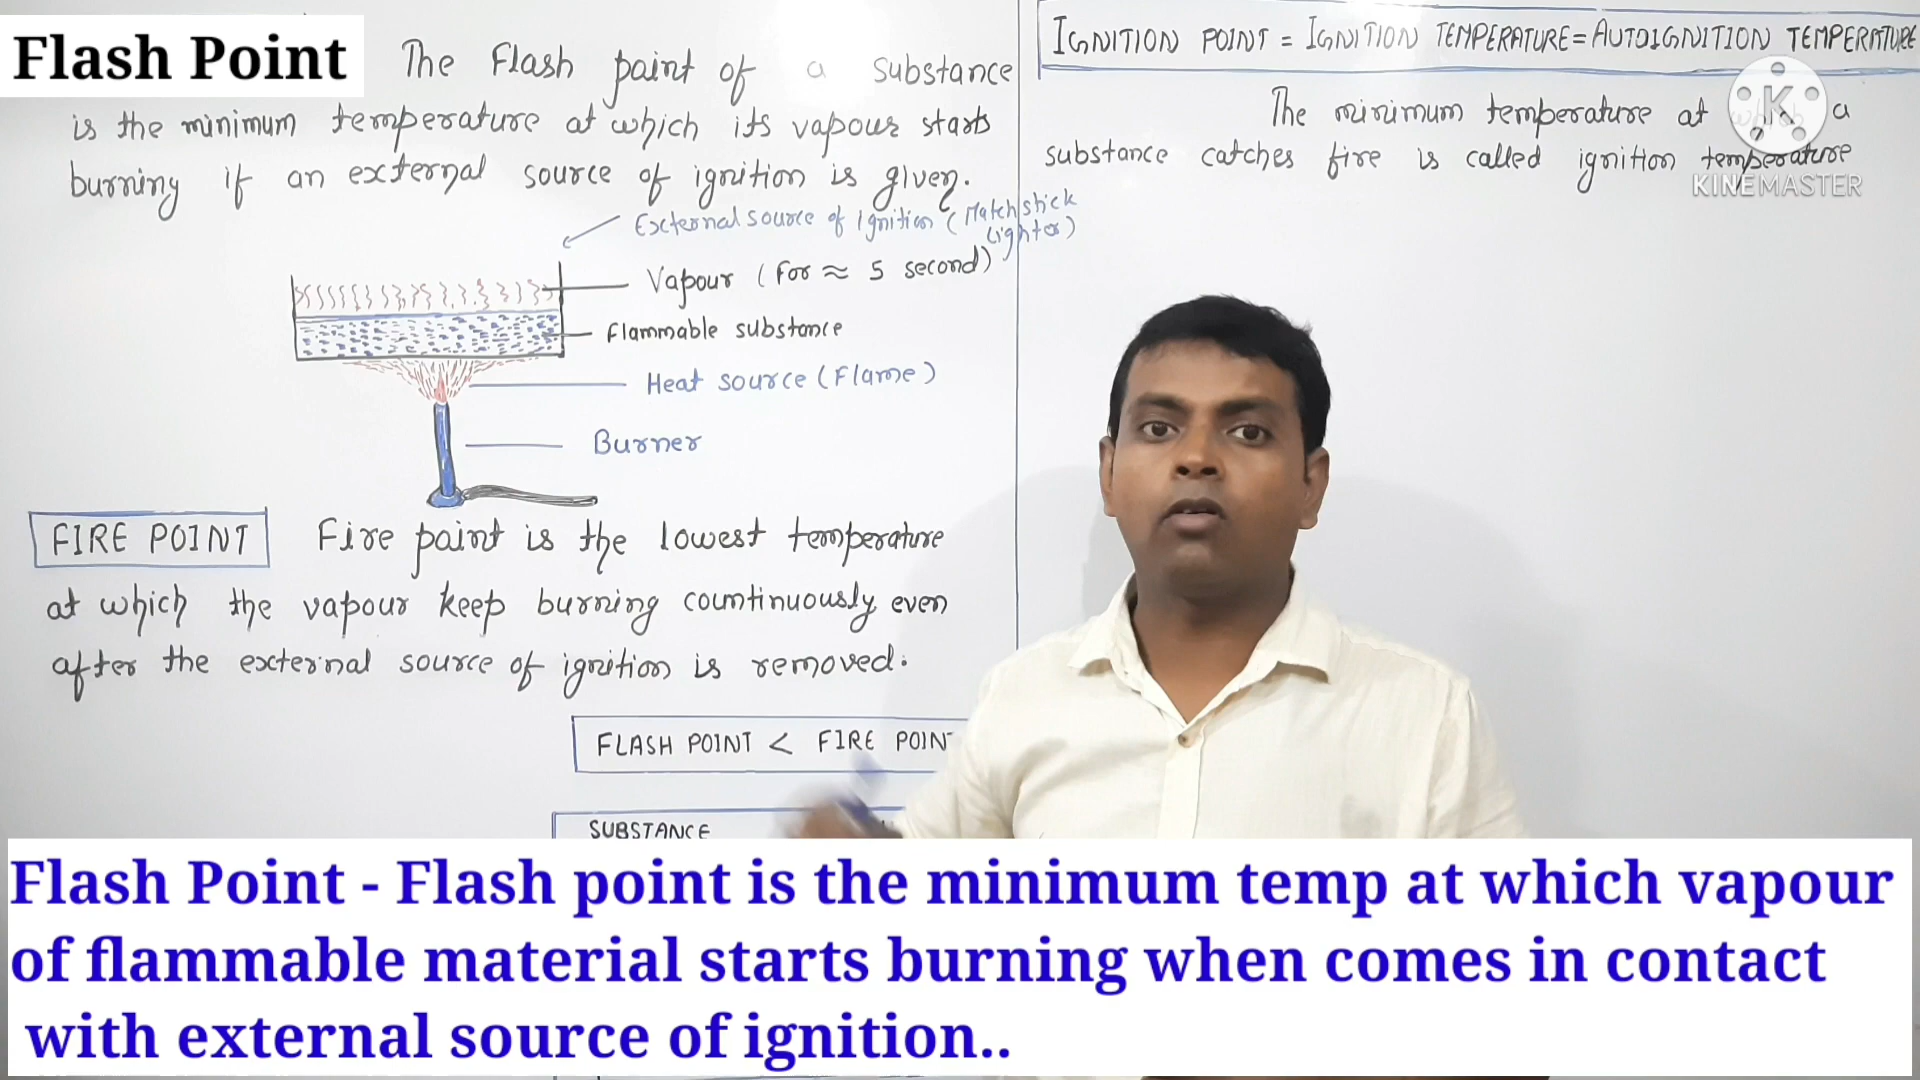 Flash Point
The Flash point of a substance
is the minimum temperature at which its vapour starts
burning if an external source of ignition is given.
External source of ignition (Match stick
Lighter)
Vapour (For ≈ 5 second)
flammable substance
Heat source (Flame)
Burner
FIRE POINT
Fire point is the lowest temperature
at which the vapour keep burning countinuously even
after the external source of ignition is removed.
FLASH POINT < FIRE POIN
SUBSTANCE
IGNITION POINT = IGNITION TEMPERATURE = AUTOIGNITION TEMPERATURE
The minimum temperature at which a
substance catches fire is called ignition temperature
K
KINEMASTER
Flash Point - Flash point is the minimum temp at which vapour
of flammable material starts burning when comes in contact
with external source of ignition..